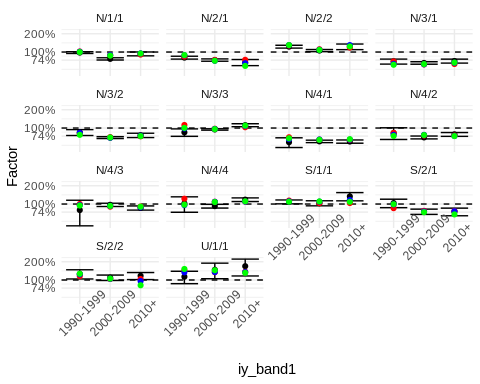 N/1/1 N/2/1 N/2/2 N/3/1
200%
100%
74%
N/3/2 N/3/3 N/4/1 N/4/2
200%
100%
74%
N/4/3 N/4/4 S/1/1 S/2/1
200%
100%
74%
1990-1999 2000-2009 2010+ 1990-1999 2000-2009 2010+
S/2/2 U/1/1
200%
100%
74%
1990-1999 2000-2009 2010+ 1990-1999 2000-2009 2010+
Factor
iy_band1